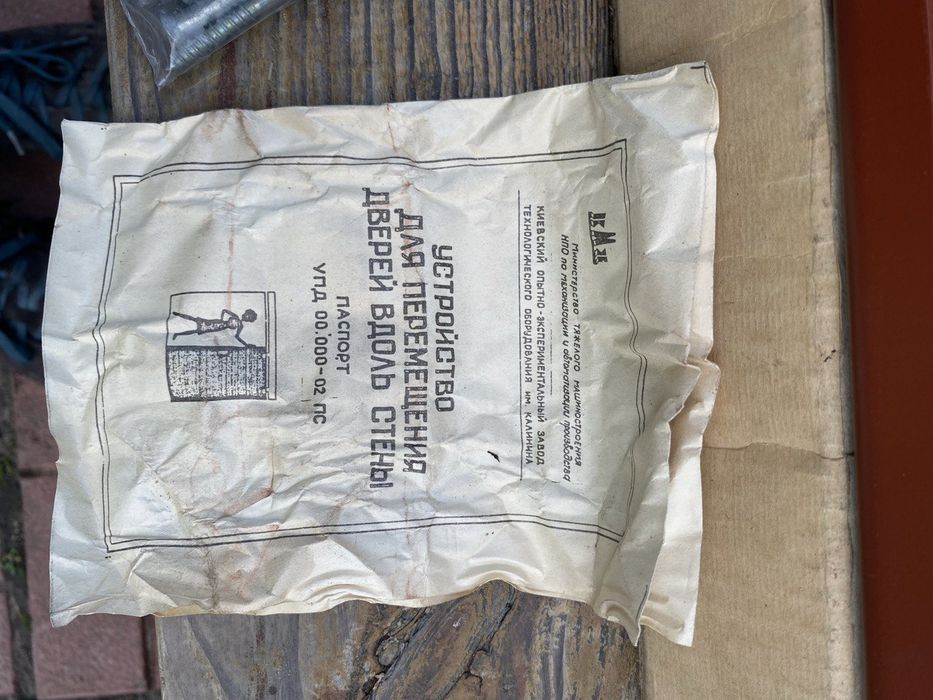 Министерство тяжелого машиностроения
НПО по механизации и автоматизации производства
КИЕВСКИЙ ОПЫТНО-ЭКСПЕРИМЕНТАЛЬНЫЙ ЗАВОД
ТЕХНОЛОГИЧЕСКОГО ОБОРУДОВАНИЯ ИМ. КАЛИНИНА
УСТРОЙСТВО
ДЛЯ ПЕРЕМЕЩЕНИЯ
ДВЕРЕЙ ВДОЛЬ СТЕНЫ
ПАСПОРТ
УПД 00.000-02 ПС